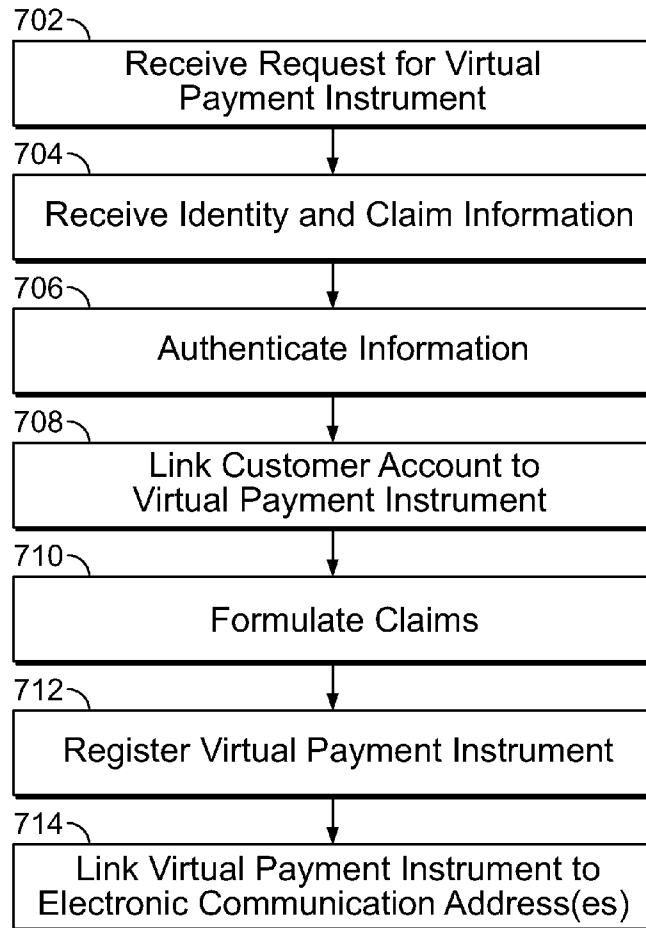 702
Receive Request for Virtual
Payment Instrument
704
Receive Identity and Claim Information
706
Authenticate Information
708
Link Customer Account to
Virtual Payment Instrument
710
Formulate Claims
712
Register Virtual Payment Instrument
714
Link Virtual Payment Instrument to
Electronic Communication Address(es)